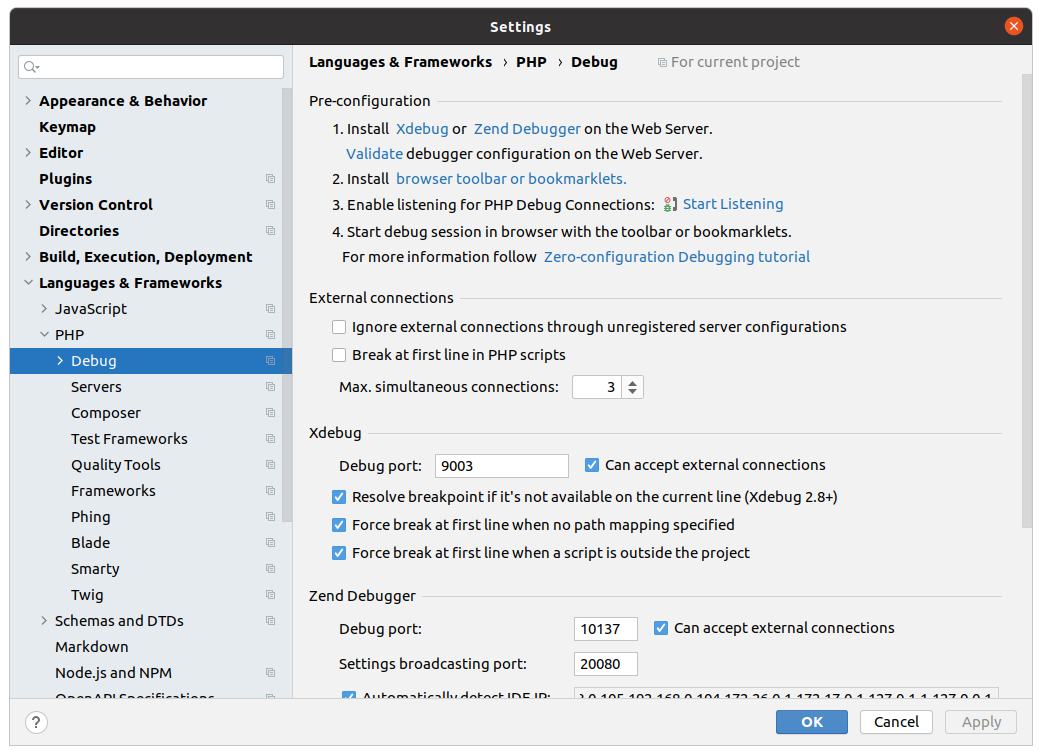 Settings
Appearance & Behavior
Keymap
Editor
Plugins
Version Control
Directories
Build, Execution, Deployment
Languages & Frameworks
JavaScript
PHP
Debug
Servers
Composer
Test Frameworks
Quality Tools
Frameworks
Phing
Blade
Smarty
Twig
Schemas and DTDs
Markdown
Node.js and NPM
OpenAPI Specifications
Languages & Frameworks › PHP › Debug For current project
Pre-configuration
1. Install Xdebug or Zend Debugger on the Web Server.
Validate debugger configuration on the Web Server.
2. Install browser toolbar or bookmarklets.
3. Enable listening for PHP Debug Connections: Start Listening
4. Start debug session in browser with the toolbar or bookmarklets.
For more information follow Zero-configuration Debugging tutorial
External connections
Ignore external connections through unregistered server configurations
Break at first line in PHP scripts
Max. simultaneous connections: 3
Xdebug
Debug port: 9003 Can accept external connections
Resolve breakpoint if it's not available on the current line (Xdebug 2.8+)
Force break at first line when no path mapping specified
Force break at first line when a script is outside the project
Zend Debugger
Debug port: 10137 Can accept external connections
Settings broadcasting port: 20080
Automatically detect IDE IP:
? OK Cancel Apply